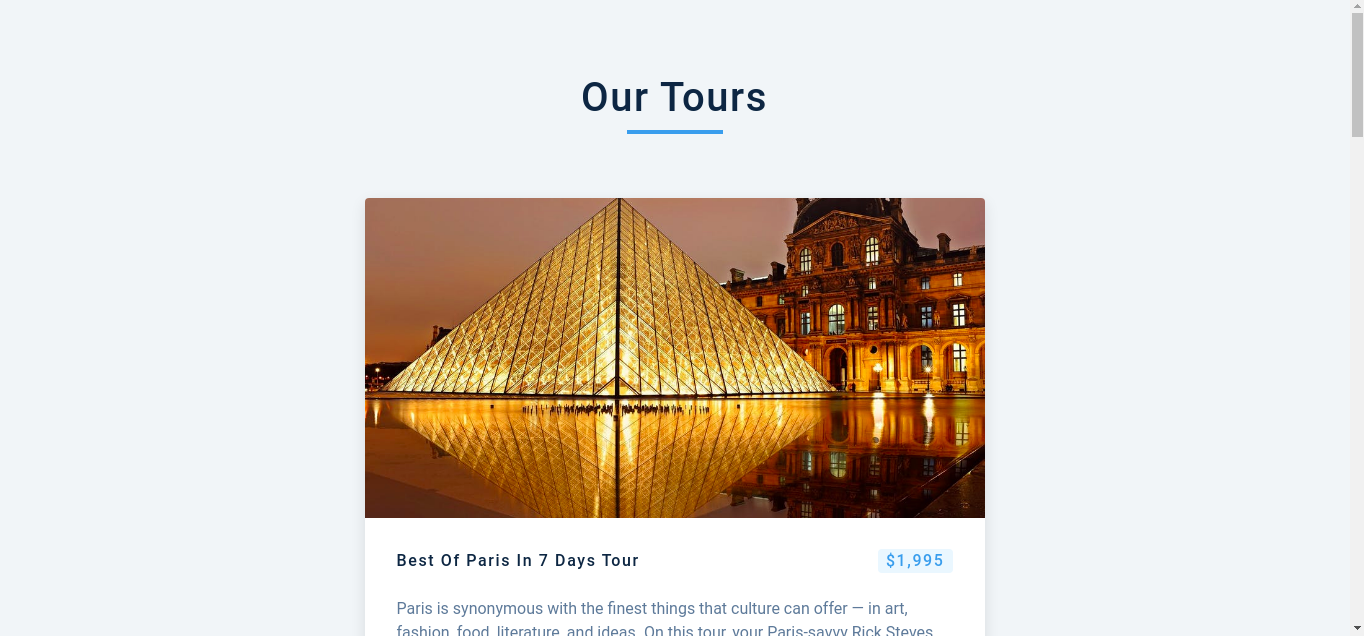 Our Tours
Best Of Paris In 7 Days Tour
$1,995
Paris is synonymous with the finest things that culture can offer — in art,
fashion, food, literature, and ideas. On this tour, your Paris-savvy Rick Steves